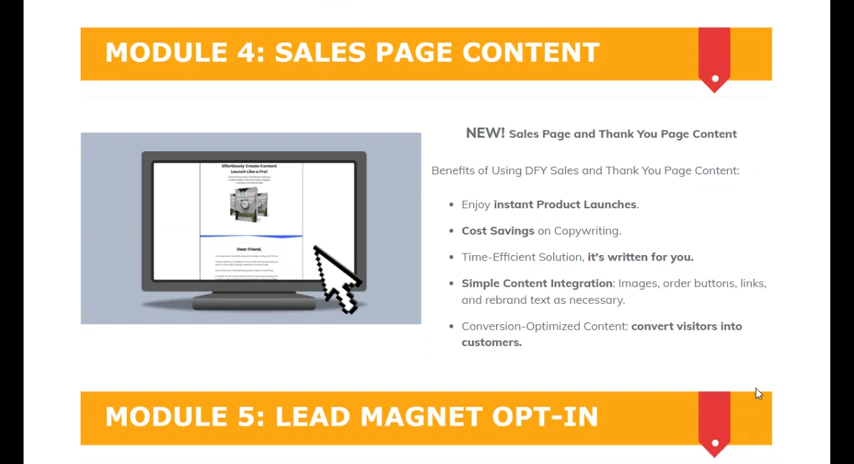 MODULE 4: SALES PAGE CONTENT
Effortlessly Create Content
Launch Like a Pro!
Dear Friend,
NEW! Sales Page and Thank You Page Content
Benefits of Using DFY Sales and Thank You Page Content:
Enjoy instant Product Launches.
Cost Savings on Copywriting.
Time-Efficient Solution, it's written for you.
Simple Content Integration: Images, order buttons, links,
and rebrand text as necessary.
Conversion-Optimized Content: convert visitors into
customers.
MODULE 5: LEAD MAGNET OPT-IN